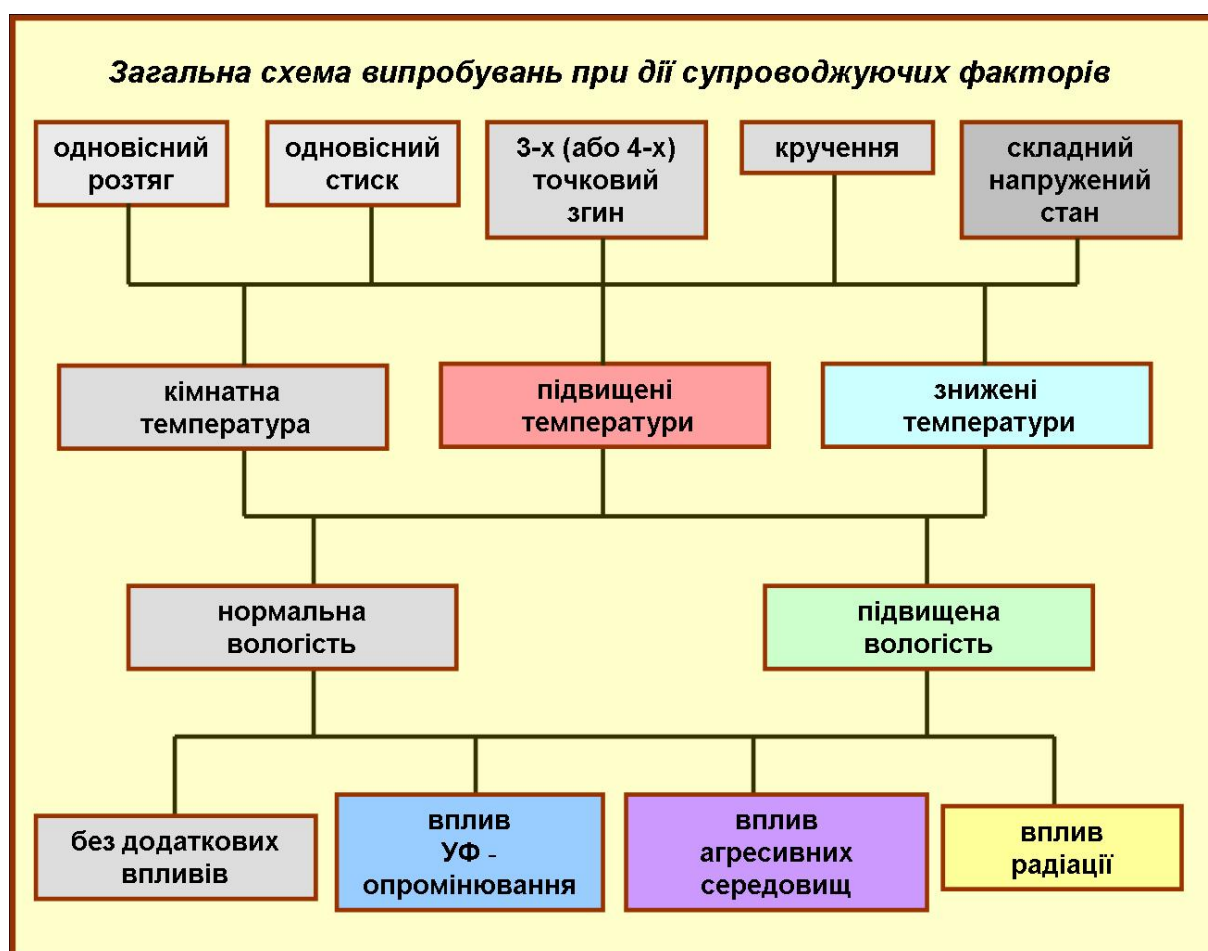 Загальна схема випробувань при дії супроводжуючих факторів
одновісний
розтяг
одновісний
стиск
3-х (або 4-х)
точковий
згин
кручення
складний
напружений
стан
кімнатна
температура
підвищені
температури
знижені
температури
нормальна
вологість
підвищена
вологість
без додаткових
впливів
вплив
УФ -
опромінювання
вплив
агресивних
середовищ
вплив
радіації